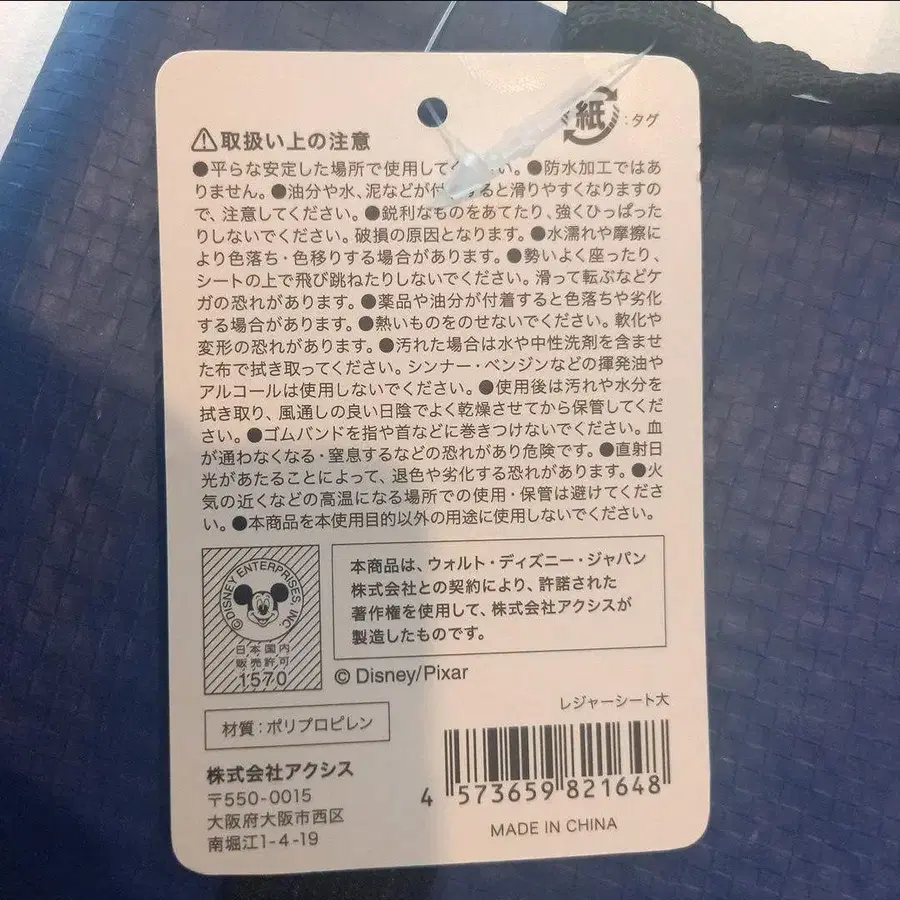 紙
:タグ
⚠取扱い上の注意
●平らな安定した場所で使用してください。●防水加工ではあ
りません。●油分や水、泥などが付着すると滑りやすくなりますの
で、注意してください。●鋭利なものをあてたり、強くひっぱった
りしないでください。破損の原因となります。●水濡れや摩擦に
より色落ち・色移りする場合があります。●勢いよく座ったり、
シートの上で飛び跳ねたりしないでください。滑って転ぶなどケ
ガの恐れがあります。●薬品や油分が付着すると色落ちや劣化
する場合があります。●熱いものをのせないでください。軟化や
変形の恐れがあります。●汚れた場合は水や中性洗剤を含ませ
た布で拭き取ってください。シンナー・ベンジンなどの揮発油や
アルコールは使用しないでください。●使用後は汚れや水分を
拭き取り、風通しの良い日陰でよく乾燥させてから保管してくだ
さい。●ゴムバンドを指や首などに巻きつけないでください。血
が通わなくなる・窒息するなどの恐れがあり危険です。●直射日
光があたることによって、退色や劣化する恐れがあります。●火
気の近くなどの高温になる場所での使用・保管は避けてくださ
い。●本商品を本使用目的以外の用途に使用しないでください。
©DISNEY ENTERPRISES, INC.
日本国内
販売許可
1570
本商品は、ウォルト・ディズニー・ジャパン
株式会社との契約により、許諾された
著作権を使用して、株式会社アクシスが
製造したものです。
© Disney/Pixar
材質:ポリプロピレン
レジャーシート大
株式会社アクシス
〒550-0015
大阪府大阪市西区
南堀江1-4-19
4 573659 821648
MADE IN CHINA